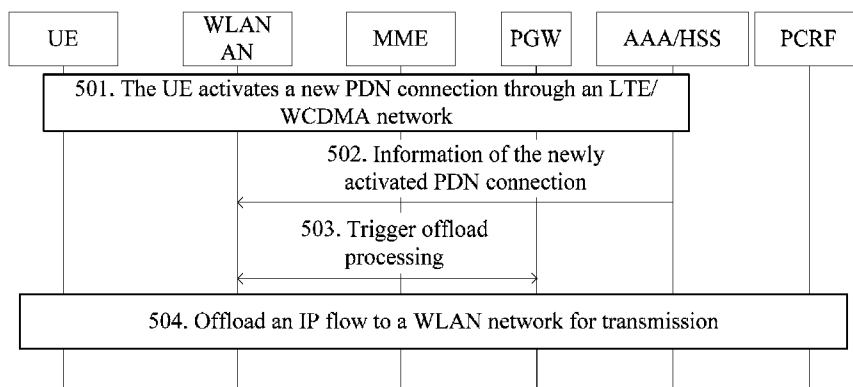 UE
WLAN
AN
MME
PGW
AAA/HSS
PCRF
501. The UE activates a new PDN connection through an LTE/
WCDMA network
502. Information of the newly
activated PDN connection
503. Trigger offload
processing
504. Offload an IP flow to a WLAN network for transmission